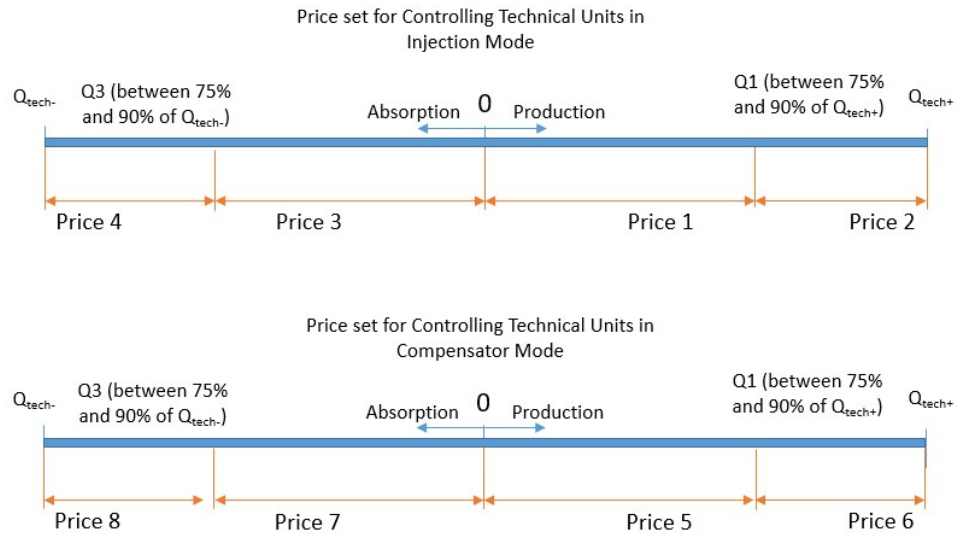 Price set for Controlling Technical Units in
Injection Mode
Qtech-
Q3 (between 75%
and 90% of Qtech-)
Absorption
0
Production
Q1 (between 75%
and 90% of Qtech+)
Qtech+
Price 4
Price 3
Price 1
Price 2
Price set for Controlling Technical Units in
Compensator Mode
Qtech-
Q3 (between 75%
and 90% of Qtech-)
Absorption
0
Production
Q1 (between 75%
and 90% of Qtech+)
Qtech+
Price 8
Price 7
Price 5
Price 6